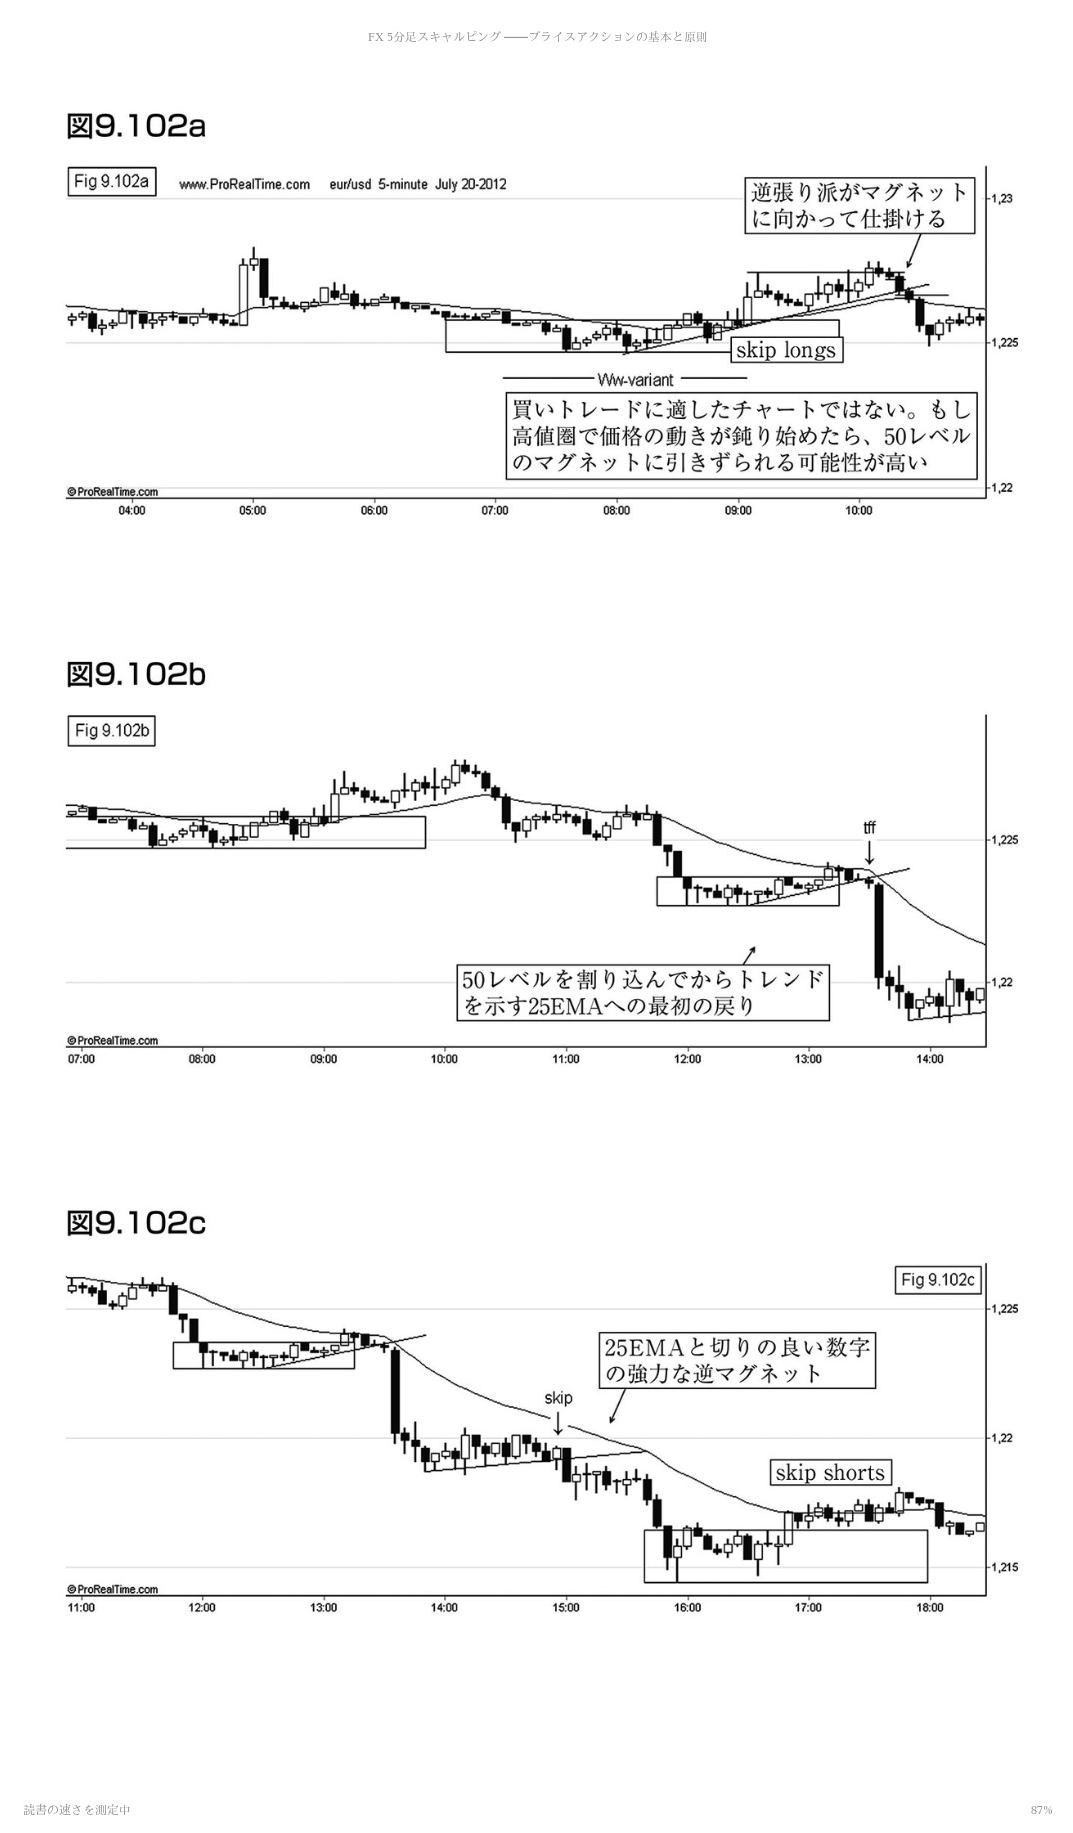 FX 5分足スキャルピング ――プライスアクションの基本と原則
図9.102a
Fig 9.102a
www.ProRealTime.com eur/usd 5-minute July 20-2012
逆張り派がマグネット
に向かって仕掛ける
1,23
1,225
skip longs
Ww-variant
買いトレードに適したチャートではない。もし
高値圏で価格の動きが鈍り始めたら、50レベル
のマグネットに引きずられる可能性が高い
1,22
©ProRealTime.com
04:00 05:00 06:00 07:00 08:00 09:00 10:00
図9.102b
Fig 9.102b
tff
1,225
50レベルを割り込んでからトレンド
を示す25EMAへの最初の戻り
1,22
©ProRealTime.com
07:00 08:00 09:00 10:00 11:00 12:00 13:00 14:00
図9.102c
Fig 9.102c
1,225
25EMAと切りの良い数字
の強力な逆マグネット
skip
1,22
skip shorts
1,215
©ProRealTime.com
11:00 12:00 13:00 14:00 15:00 16:00 17:00 18:00
読書の速さを測定中
87%